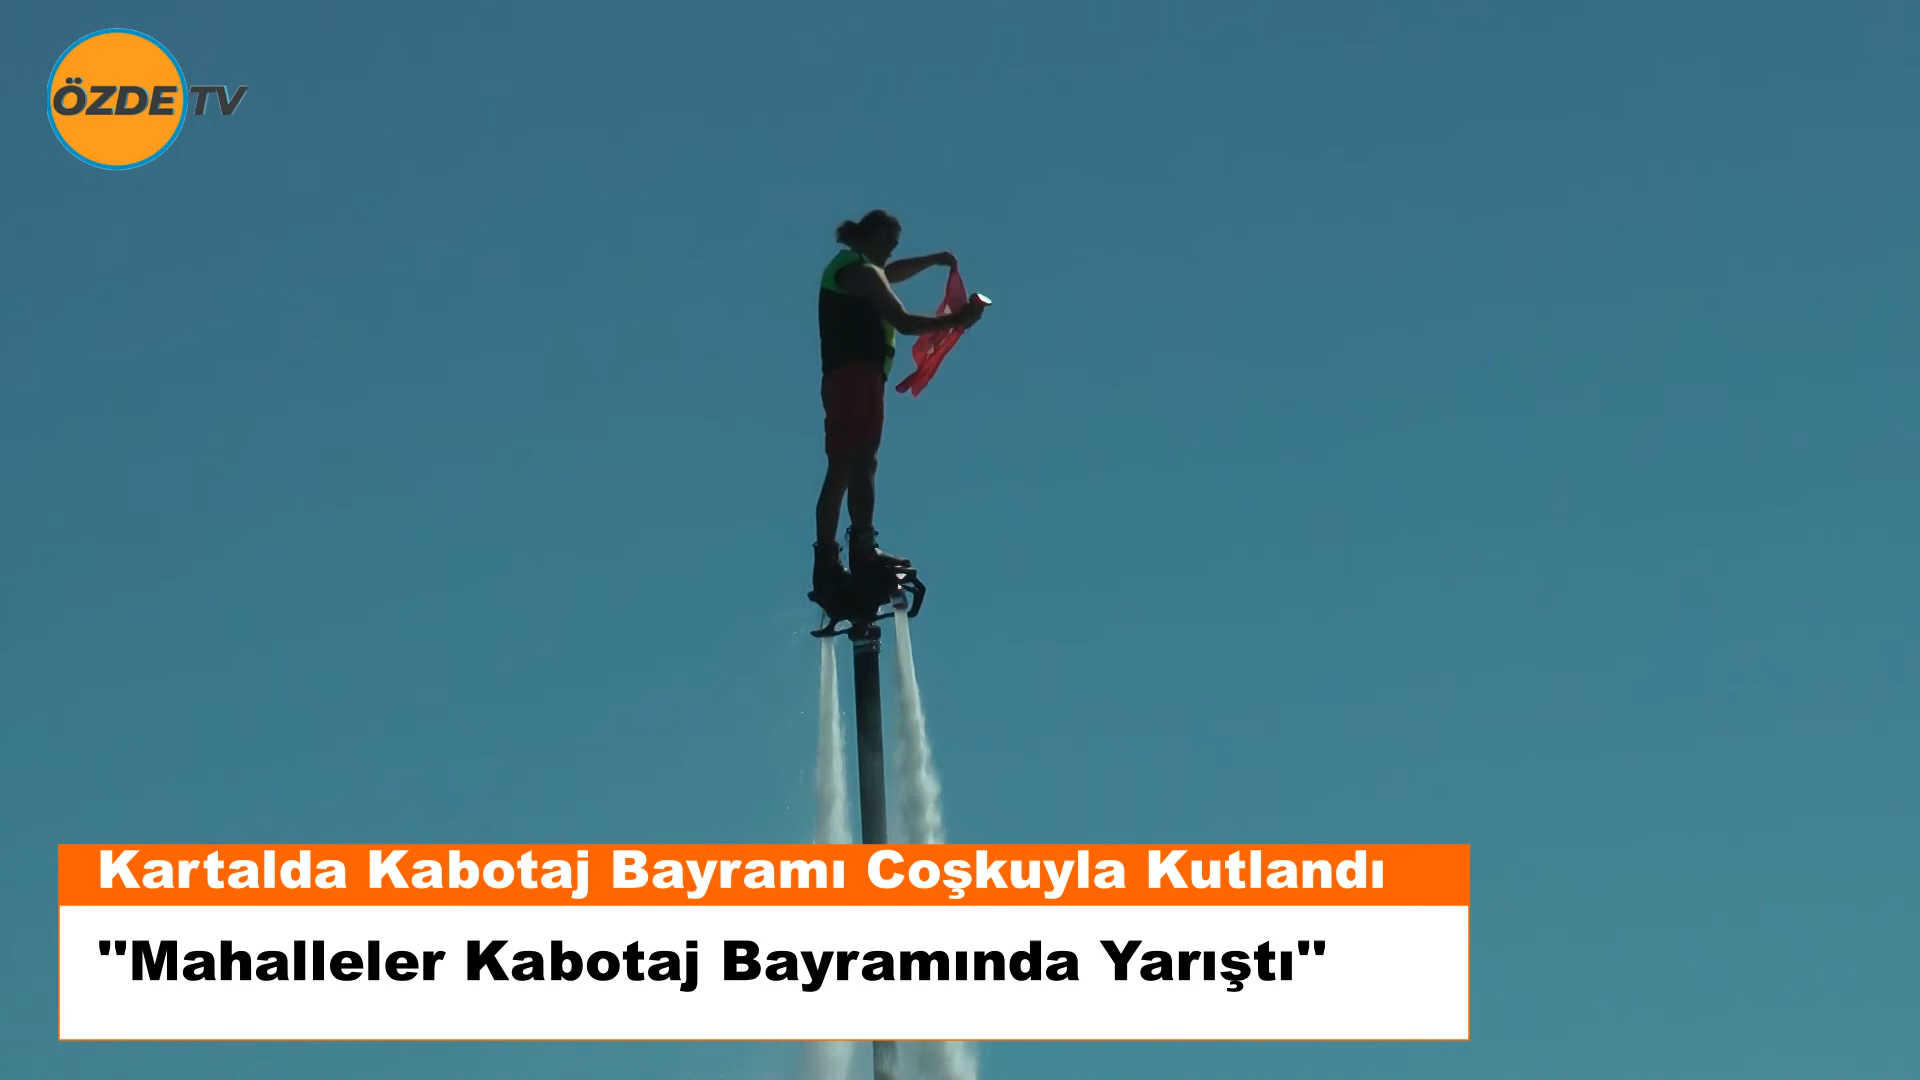 ÖZDE TV
Kartalda Kabotaj Bayramı Coşkuyla Kutlandı
"Mahalleler Kabotaj Bayramında Yarıştı"